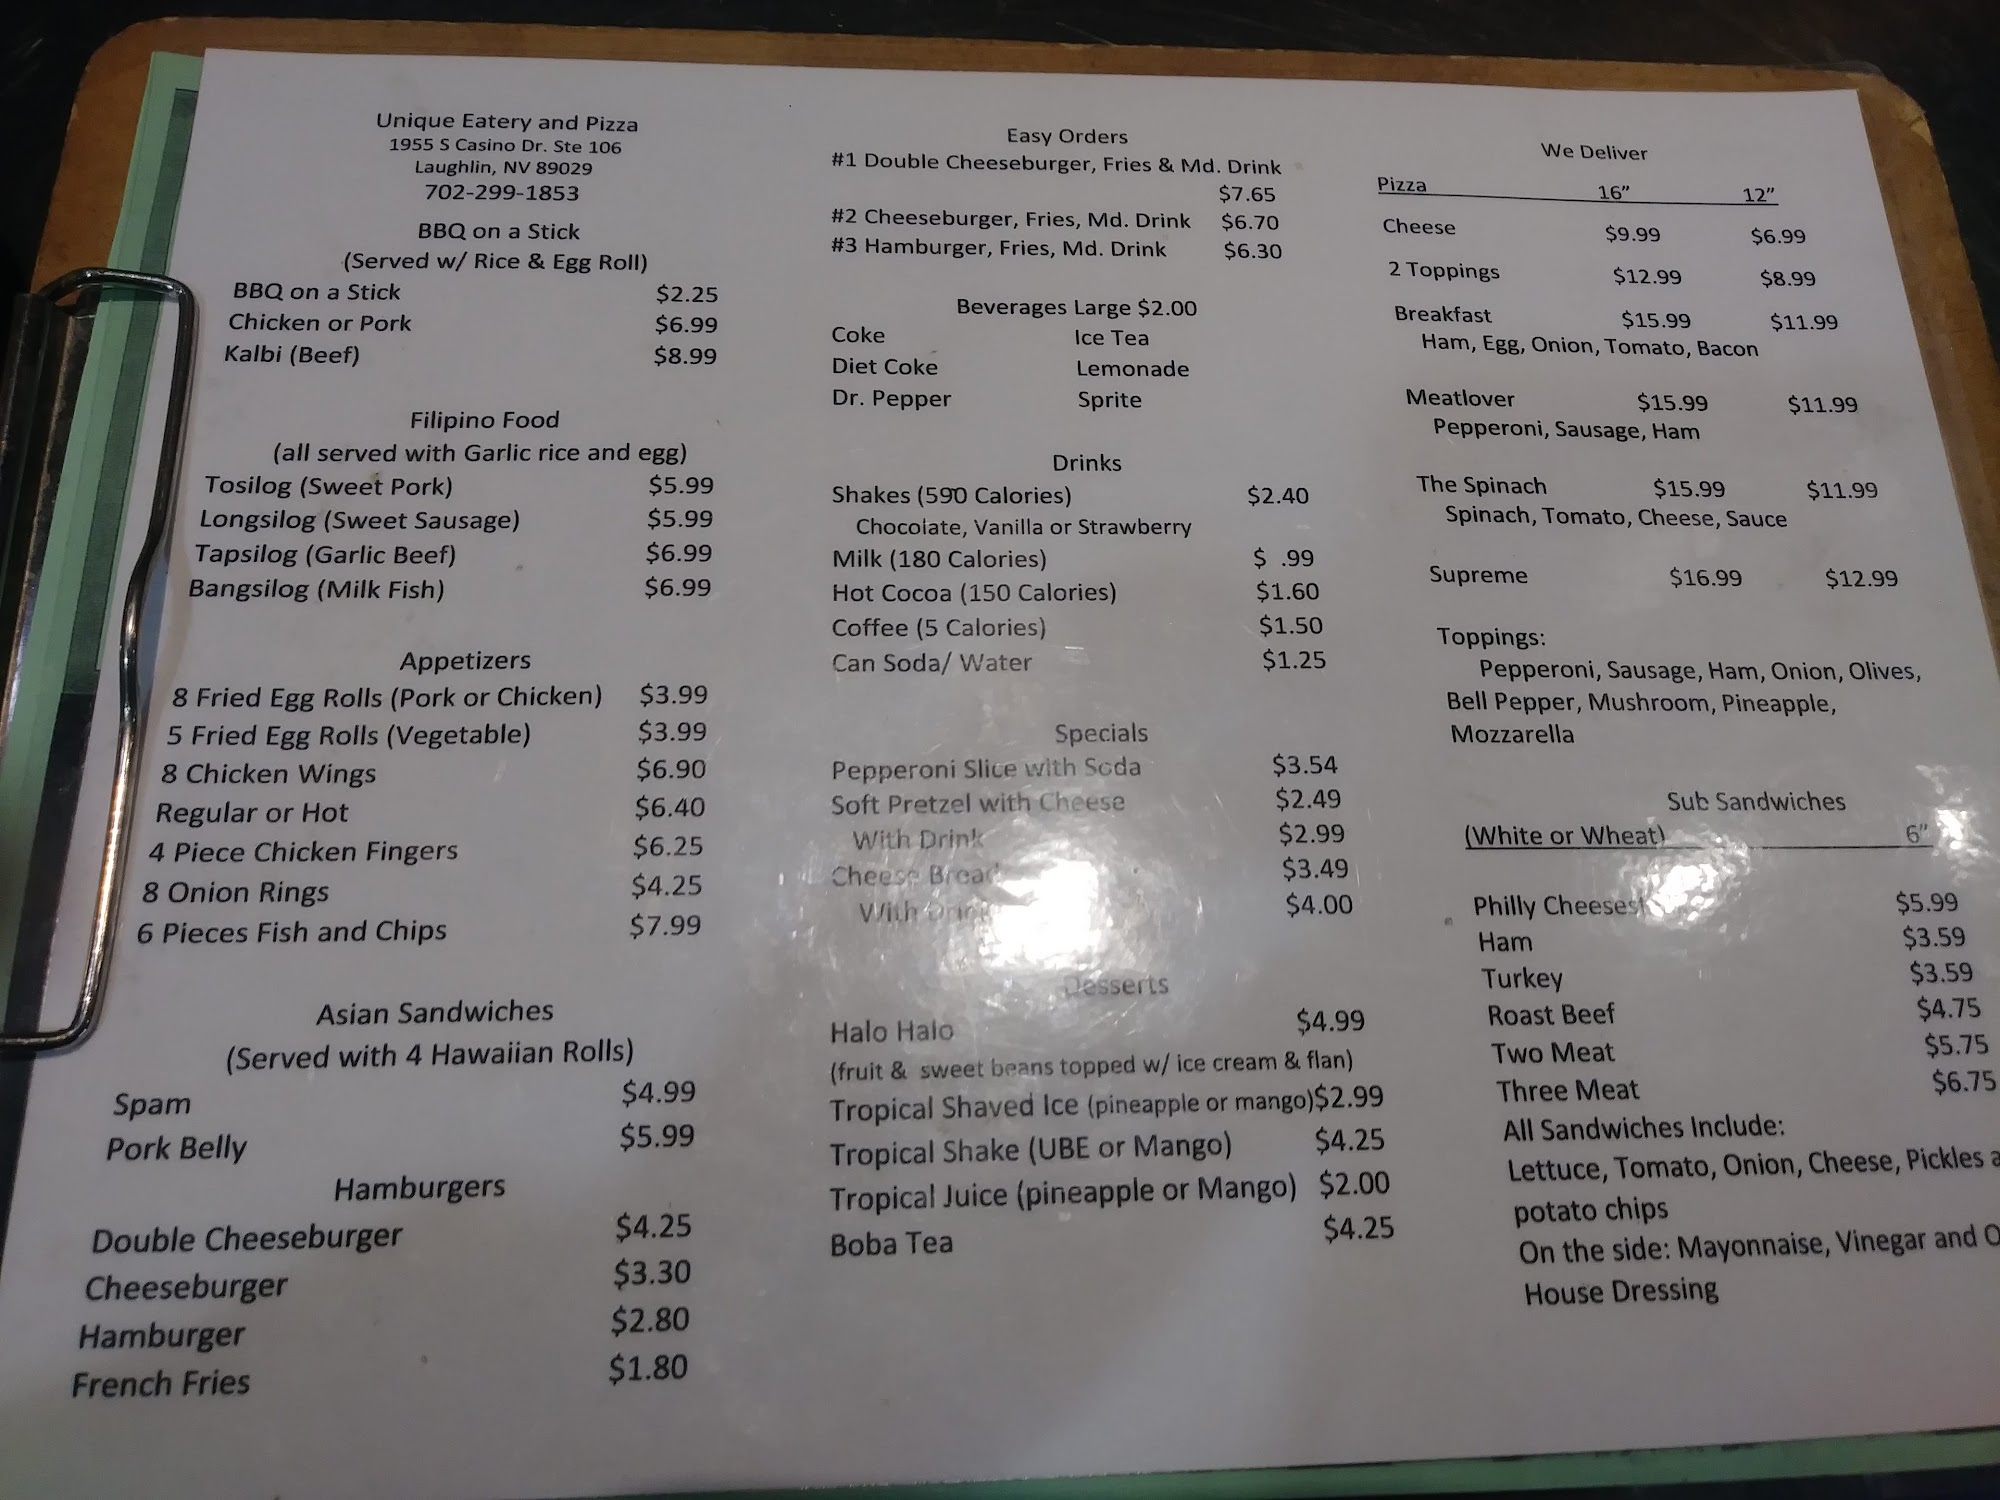 Unique Eatery and Pizza
1955 S Casino Dr. Ste 106
Laughlin, NV 89029
702-299-1853
BBQ on a Stick
(Served w/ Rice & Egg Roll)
BBQ on a Stick $2.25
Chicken or Pork $6.99
Kalbi (Beef) $8.99
Filipino Food
(all served with Garlic rice and egg)
Tosilog (Sweet Pork) $5.99
Longsilog (Sweet Sausage) $5.99
Tapsilog (Garlic Beef) $6.99
Bangsilog (Milk Fish) $6.99
Appetizers
8 Fried Egg Rolls (Pork or Chicken) $3.99
5 Fried Egg Rolls (Vegetable) $3.99
8 Chicken Wings $6.90
Regular or Hot $6.40
4 Piece Chicken Fingers $6.25
8 Onion Rings $4.25
6 Pieces Fish and Chips $7.99
Asian Sandwiches
(Served with 4 Hawaiian Rolls)
Spam $4.99
Pork Belly $5.99
Hamburgers
Double Cheeseburger $4.25
Cheeseburger $3.30
Hamburger $2.80
French Fries $1.80
Easy Orders
#1 Double Cheeseburger, Fries & Md. Drink
$7.65
#2 Cheeseburger, Fries, Md. Drink $6.70
#3 Hamburger, Fries, Md. Drink $6.30
Beverages Large $2.00
Coke Ice Tea
Diet Coke Lemonade
Dr. Pepper Sprite
Drinks
Shakes (590 Calories) $2.40
Chocolate, Vanilla or Strawberry
Milk (180 Calories) $ .99
Hot Cocoa (150 Calories) $1.60
Coffee (5 Calories) $1.50
Can Soda/ Water $1.25
Specials
Pepperoni Slice with Soda $3.54
Soft Pretzel with Cheese $2.49
With Drink $2.99
Cheese Bread $3.49
With Drink $4.00
Desserts
Halo Halo $4.99
(fruit & sweet beans topped w/ ice cream & flan)
Tropical Shaved Ice (pineapple or mango)$2.99
Tropical Shake (UBE or Mango) $4.25
Tropical Juice (pineapple or Mango) $2.00
Boba Tea $4.25
We Deliver
Pizza 16” 12”
Cheese $9.99 $6.99
2 Toppings $12.99 $8.99
Breakfast $15.99 $11.99
Ham, Egg, Onion, Tomato, Bacon
Meatlover $15.99 $11.99
Pepperoni, Sausage, Ham
The Spinach $15.99 $11.99
Spinach, Tomato, Cheese, Sauce
Supreme $16.99 $12.99
Toppings:
Pepperoni, Sausage, Ham, Onion, Olives,
Bell Pepper, Mushroom, Pineapple,
Mozzarella
Sub Sandwiches
(White or Wheat) 6”
Philly $5.99
Ham $3.59
Turkey $3.59
Roast Beef $4.75
Two Meat $5.75
Three Meat $6.75
All Sandwiches Include:
Lettuce, Tomato, Onion, Cheese, Pickles
potato chips
On the side: Mayonnaise, Vinegar and
House Dressing